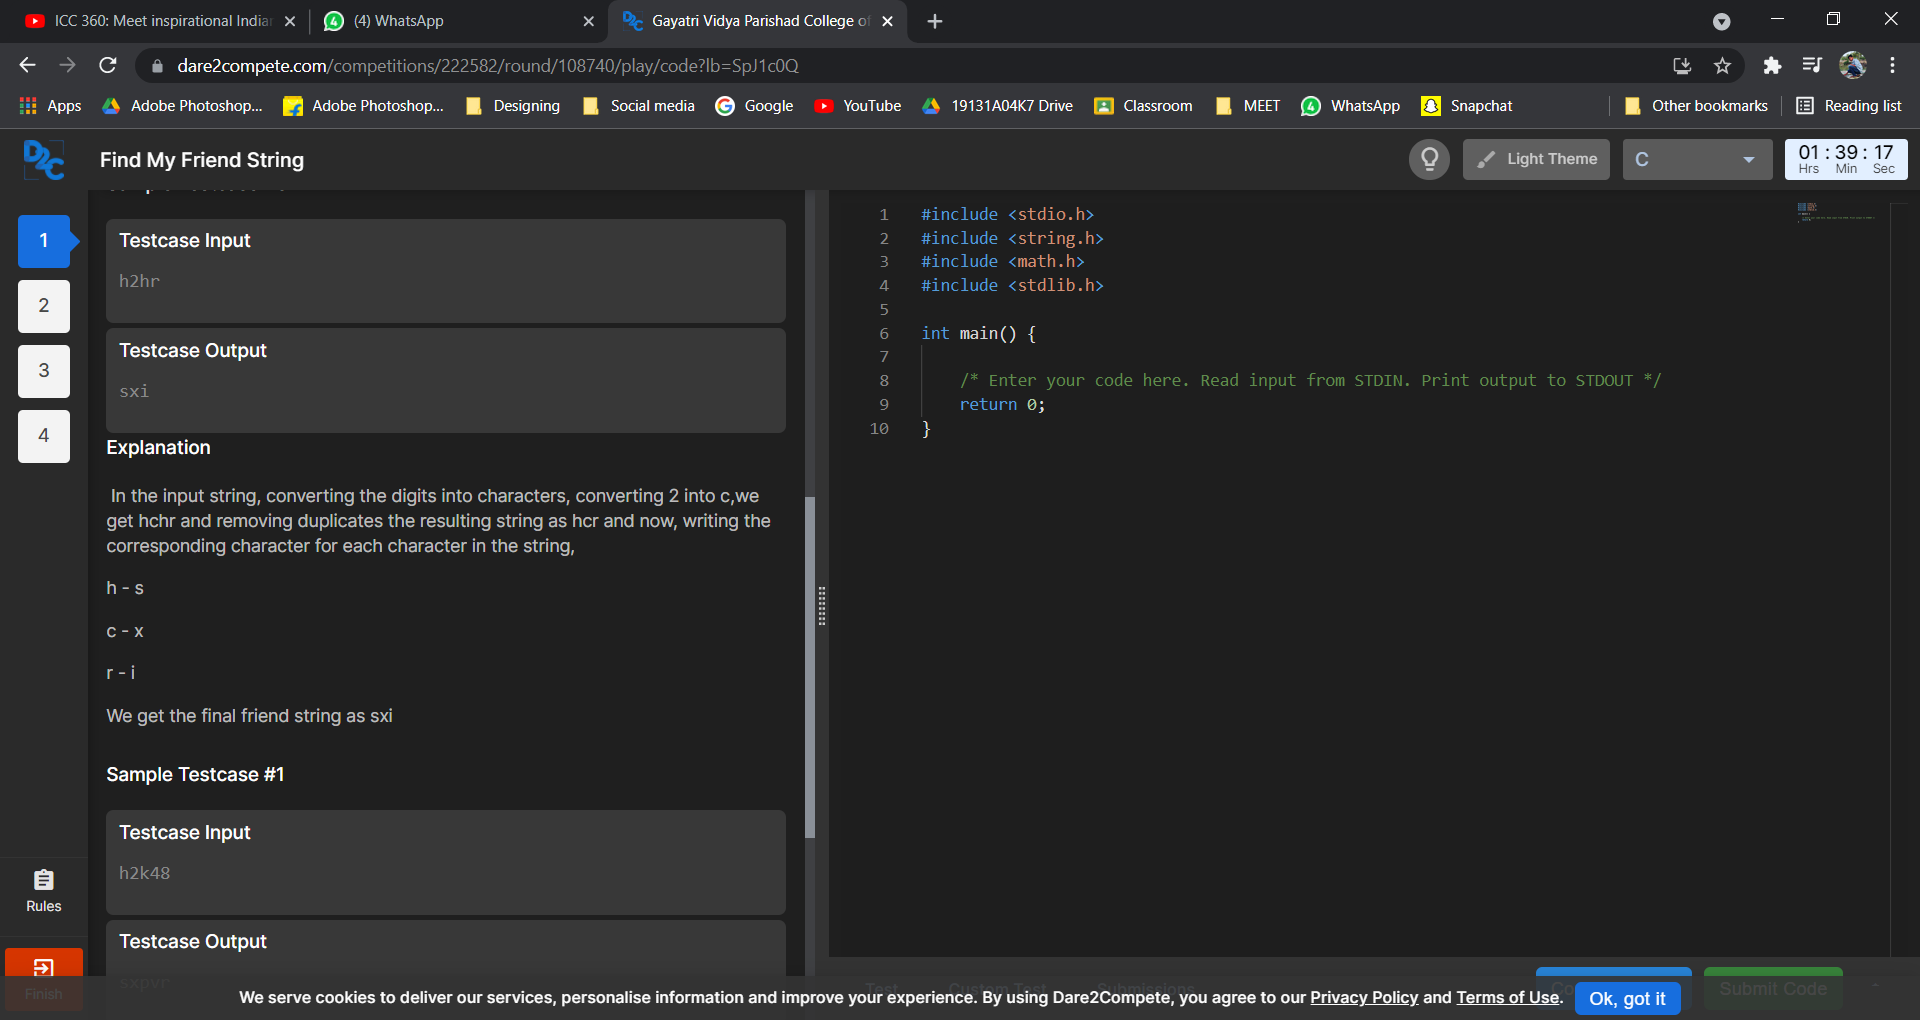 ICC 360: Meet inspirational Indian
(4) WhatsApp
Gayatri Vidya Parishad College of
dare2compete.com/competitions/222582/round/108740/play/code?lb=SpJ1c0Q
Apps
Adobe Photoshop...
Adobe Photoshop...
Designing
Social media
Google
YouTube
19131A04K7 Drive
Classroom
MEET
WhatsApp
Snapchat
Other bookmarks
Reading list
D2C
Find My Friend String
Light Theme
C
01 : 39 : 17
Hrs Min Sec
1
2
3
4
Rules
Finish
Testcase Input
h2hr
Testcase Output
sxi
Explanation
In the input string, converting the digits into characters, converting 2 into c,we
get hchr and removing duplicates the resulting string as hcr and now, writing the
corresponding character for each character in the string,
h - s
c - x
r - i
We get the final friend string as sxi
Sample Testcase #1
Testcase Input
h2k48
Testcase Output
sxpvr
1 #include <stdio.h>
2 #include <string.h>
3 #include <math.h>
4 #include <stdlib.h>
5
6 int main() {
7
8 /* Enter your code here. Read input from STDIN. Print output to STDOUT */
9 return 0;
10 }
Test
Custom Test
Submissions
Submit Code
We serve cookies to deliver our services, personalise information and improve your experience. By using Dare2Compete, you agree to our Privacy Policy and Terms of Use.
Ok, got it